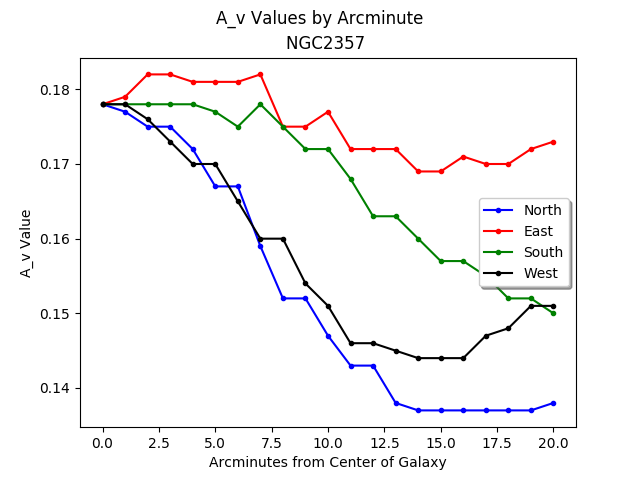 A_v Values by Arcminute
NGC2357
A_v Value
0.18
0.17
0.16
0.15
0.14
North
East
South
West
0.0 2.5 5.0 7.5 10.0 12.5 15.0 17.5 20.0
Arcminutes from Center of Galaxy